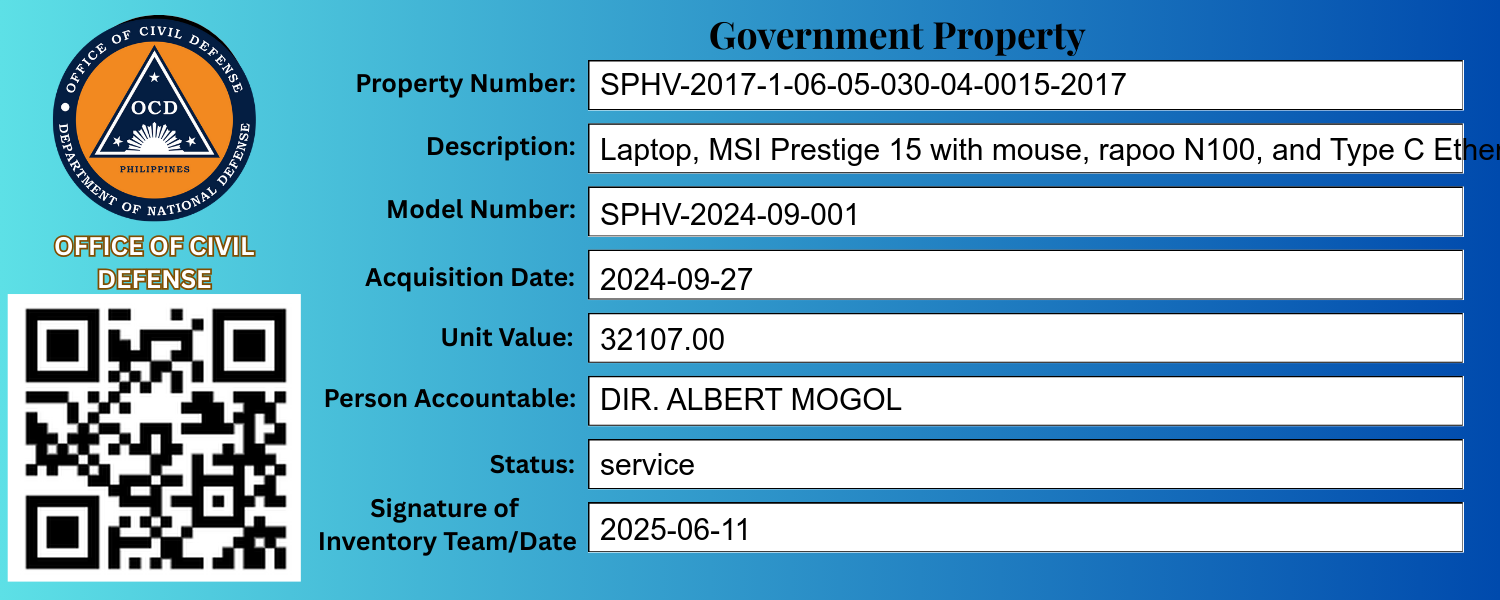 OFFICE OF CIVIL DEFENSE
OCD
PHILIPPINES
DEPARTMENT OF NATIONAL DEFENSE
OFFICE OF CIVIL
DEFENSE
Government Property
Property Number: SPHV-2017-1-06-05-030-04-0015-2017
Description: Laptop, MSI Prestige 15 with mouse, rapoo N100, and Type C Ether
Model Number: SPHV-2024-09-001
Acquisition Date: 2024-09-27
Unit Value: 32107.00
Person Accountable: DIR. ALBERT MOGOL
Status: service
Signature of
Inventory Team/Date 2025-06-11